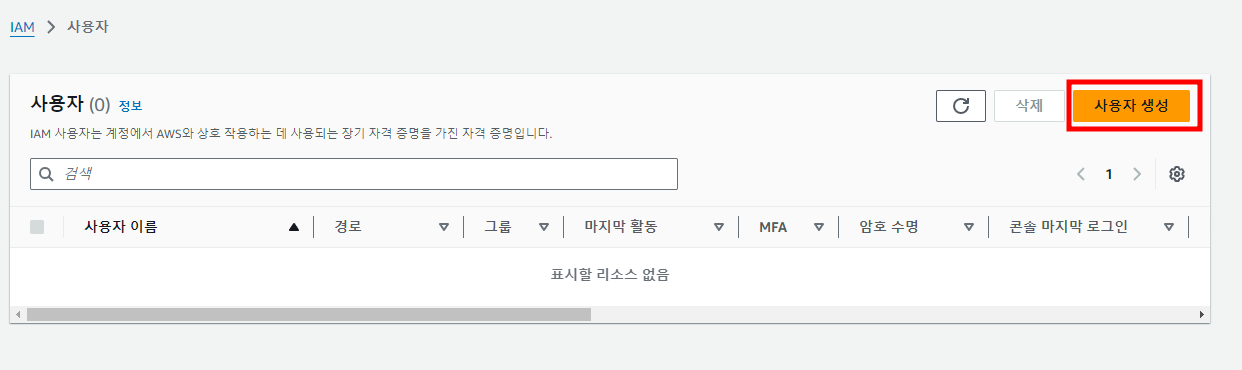 IAM > 사용자
사용자 (0) 정보
삭제
사용자 생성
IAM 사용자는 계정에서 AWS와 상호 작용하는 데 사용되는 장기 자격 증명을 가진 자격 증명입니다.
검색
1
사용자 이름 경로 그룹 마지막 활동 MFA 암호 수명 콘솔 마지막 로그인
표시할 리소스 없음